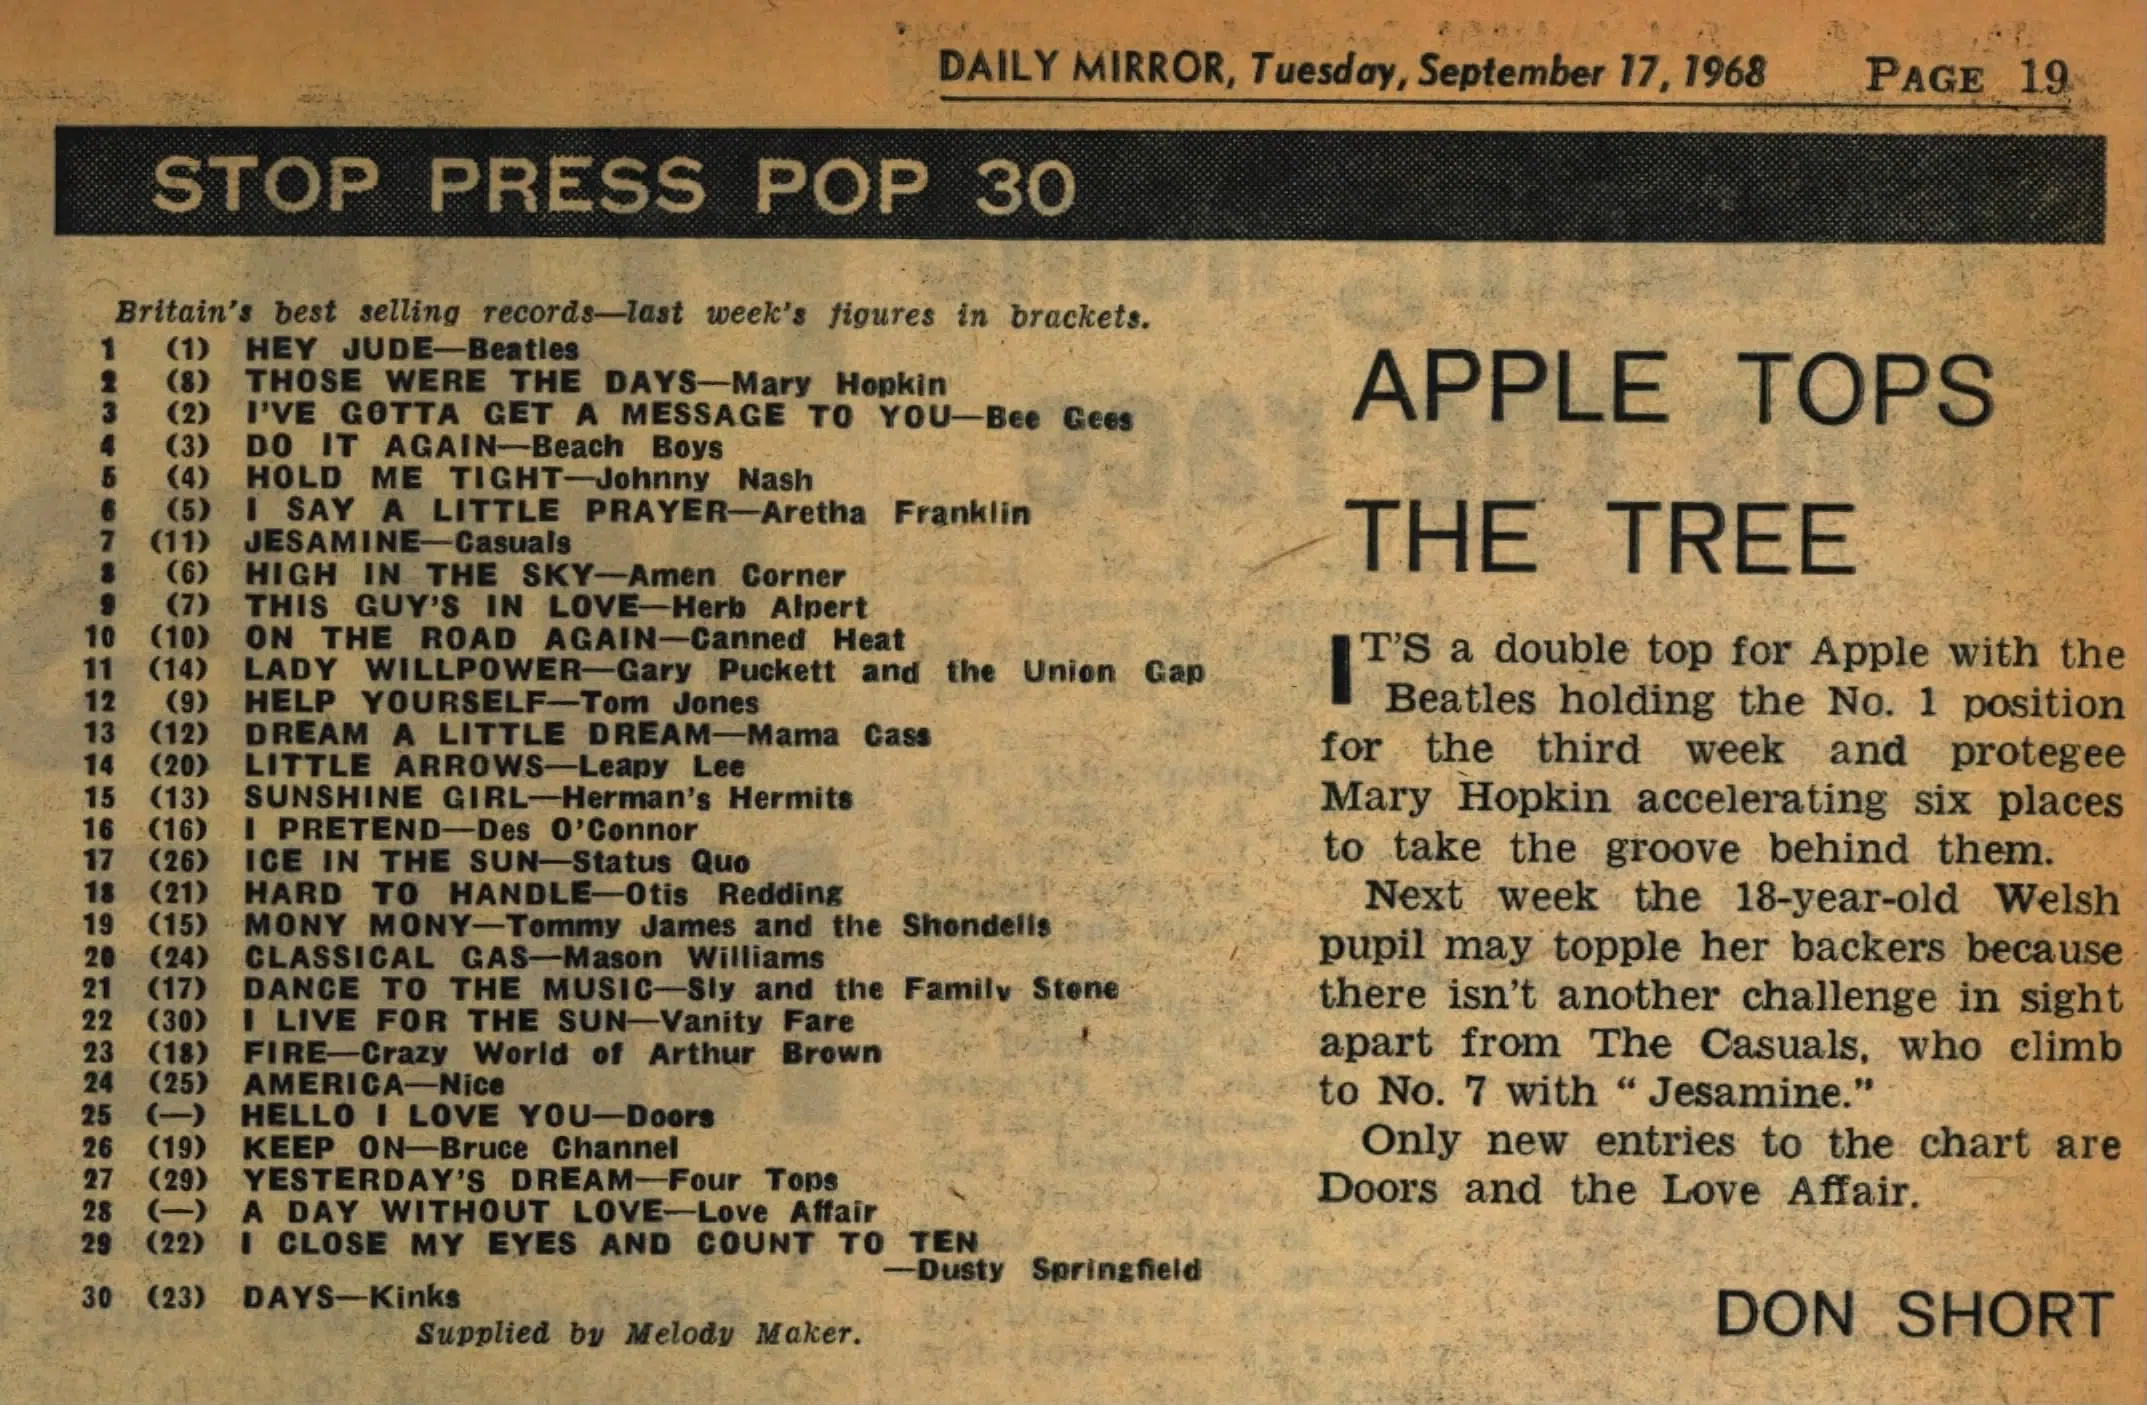 DAILY MIRROR, Tuesday, September 17, 1968 PAGE 19
STOP PRESS POP 30
Britain's best selling records—last week's figures in brackets.
1 (1) HEY JUDE—Beatles
2 (8) THOSE WERE THE DAYS—Mary Hopkin
3 (2) I'VE GOTTA GET A MESSAGE TO YOU—Bee Gees
4 (3) DO IT AGAIN—Beach Boys
5 (4) HOLD ME TIGHT—Johnny Nash
6 (5) I SAY A LITTLE PRAYER—Aretha Franklin
7 (11) JESAMINE—Casuals
8 (6) HIGH IN THE SKY—Amen Corner
9 (7) THIS GUY'S IN LOVE—Herb Alpert
10 (10) ON THE ROAD AGAIN—Canned Heat
11 (14) LADY WILLPOWER—Gary Puckett and the Union Gap
12 (9) HELP YOURSELF—Tom Jones
13 (12) DREAM A LITTLE DREAM—Mama Cass
14 (20) LITTLE ARROWS—Leapy Lee
15 (13) SUNSHINE GIRL—Herman's Hermits
16 (16) I PRETEND—Des O'Connor
17 (26) ICE IN THE SUN—Status Quo
18 (21) HARD TO HANDLE—Otis Redding
19 (15) MONY MONY—Tommy James and the Shondells
20 (24) CLASSICAL GAS—Mason Williams
21 (17) DANCE TO THE MUSIC—Sly and the Family Stone
22 (30) I LIVE FOR THE SUN—Vanity Fare
23 (18) FIRE—Crazy World of Arthur Brown
24 (25) AMERICA—Nice
25 (—) HELLO I LOVE YOU—Doors
26 (19) KEEP ON—Bruce Channel
27 (29) YESTERDAY'S DREAM—Four Tops
28 (—) A DAY WITHOUT LOVE—Love Affair
29 (22) I CLOSE MY EYES AND COUNT TO TEN
—Dusty Springfield
30 (23) DAYS—Kinks
Supplied by Melody Maker.
APPLE TOPS
THE TREE
IT'S a double top for Apple with the
Beatles holding the No. 1 position
for the third week and protegee
Mary Hopkin accelerating six places
to take the groove behind them.
Next week the 18-year-old Welsh
pupil may topple her backers because
there isn't another challenge in sight
apart from The Casuals, who climb
to No. 7 with “ Jesamine.”
Only new entries to the chart are
Doors and the Love Affair.
DON SHORT